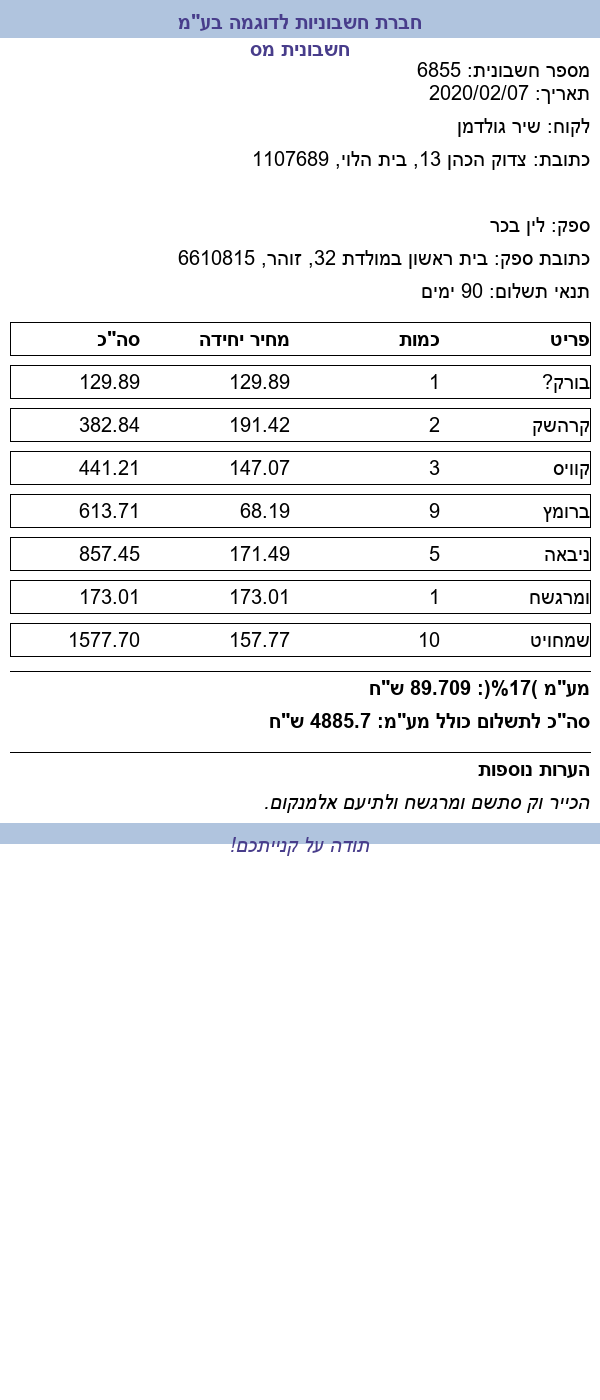 חברת חשבוניות לדוגמה בע"מ
חשבונית מס
מספר חשבונית: 6855
תאריך: 2020/02/07
לקוח: שיר גולדמן
כתובת: צדוק הכהן 13, בית הלוי, 1107689
ספק: לין בכר
כתובת ספק: בית ראשון במולדת 32, זוהר, 6610815
תנאי תשלום: 90 ימים
פריט כמות מחיר יחידה סה"כ
בורק? 1 129.89 129.89
קרהשק 2 191.42 382.84
קוויס 3 147.07 441.21
ברומץ 9 68.19 613.71
ניבאה 5 171.49 857.45
ומרגשח 1 173.01 173.01
שמחויט 10 157.77 1577.70
מע"מ )17%(: 89.709 ש"ח
סה"כ לתשלום כולל מע"מ: 4885.7 ש"ח
הערות נוספות
הכייר וק סתשם ומרגשח ולתיעם אלמנקום.
תודה על קנייתכם!